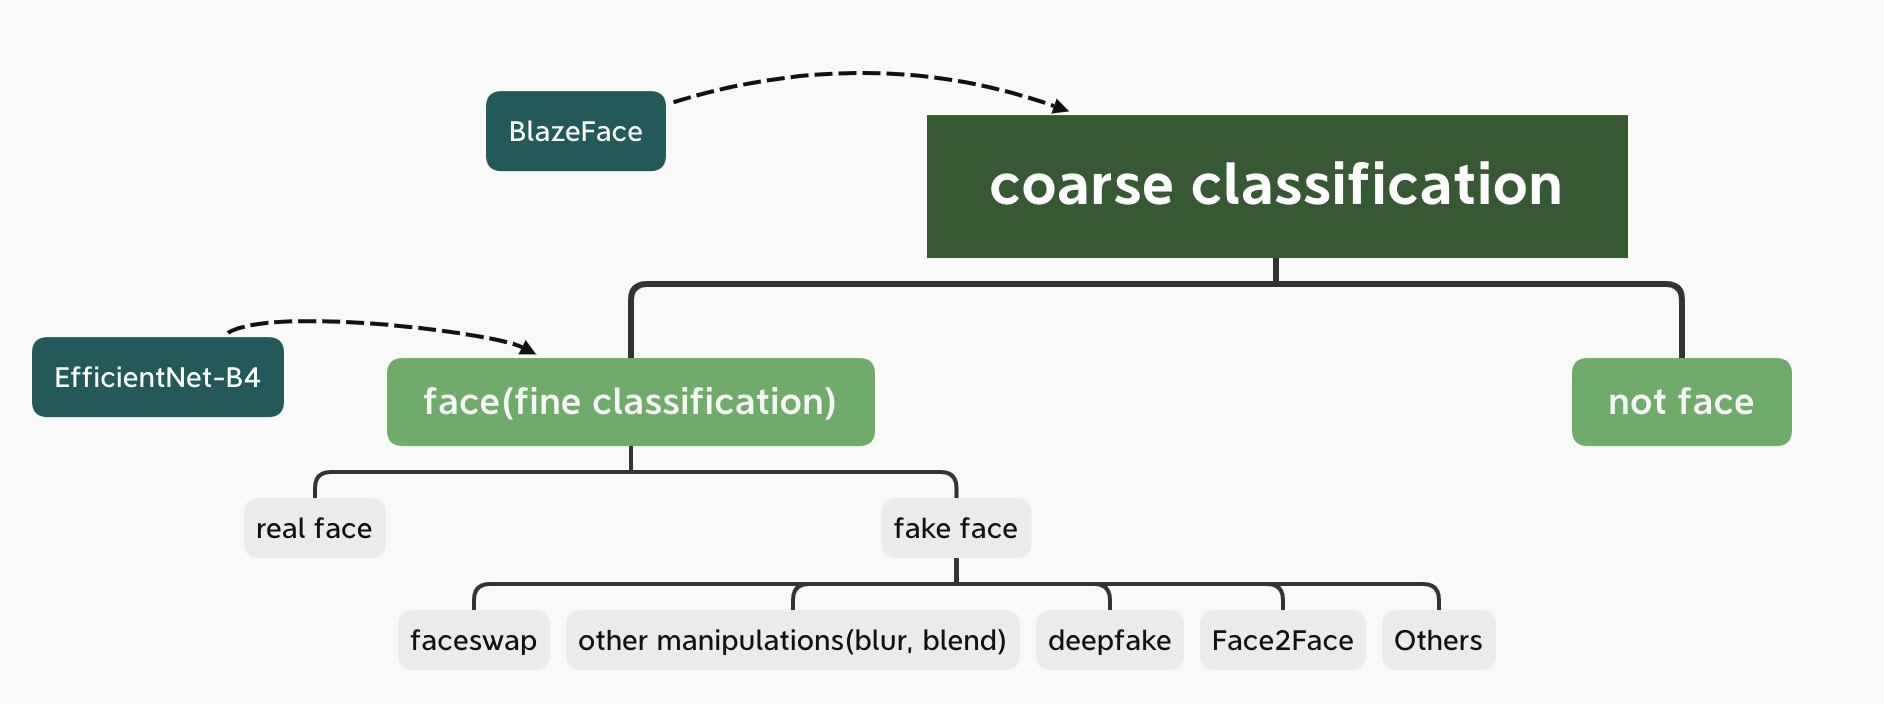 BlazeFace
coarse classification
EfficientNet-B4
face(fine classification)
not face
real face
fake face
faceswap
other manipulations(blur, blend)
deepfake
Face2Face
Others